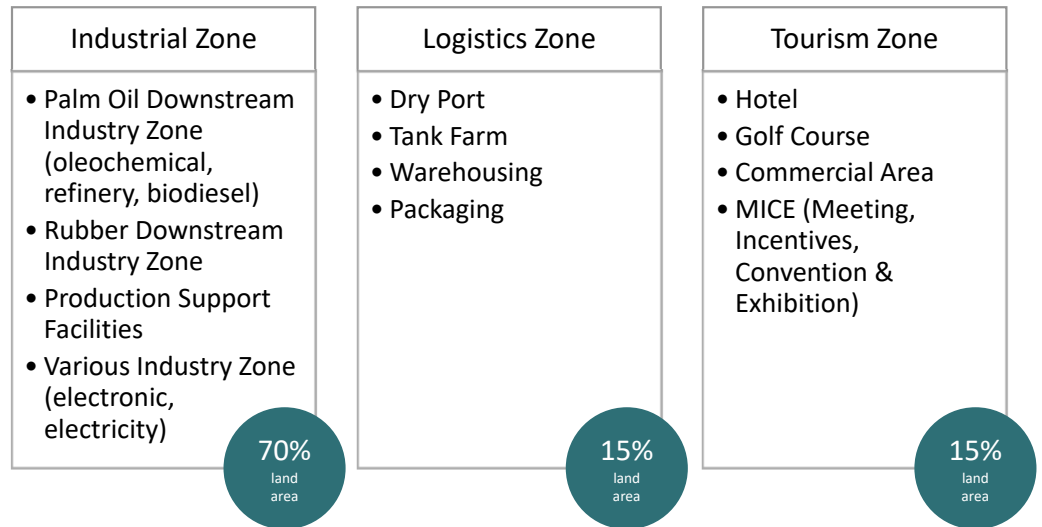 Industrial Zone
• Palm Oil Downstream
Industry Zone
(oleochemical,
refinery, biodiesel)
• Rubber Downstream
Industry Zone
• Production Support
Facilities
• Various Industry Zone
(electronic,
electricity)
70%
land
area
Logistics Zone
• Dry Port
• Tank Farm
• Warehousing
• Packaging
15%
land
area
Tourism Zone
• Hotel
• Golf Course
• Commercial Area
• MICE (Meeting,
Incentives,
Convention &
Exhibition)
15%
land
area